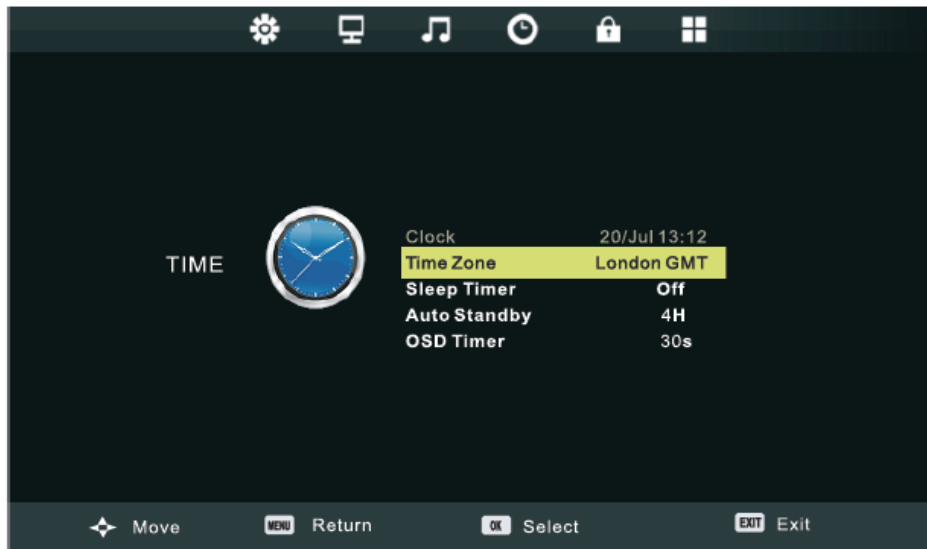 TIME
Clock 20/Jul 13:12
Time Zone London GMT
Sleep Timer Off
Auto Standby 4H
OSD Timer 30s
Move MENU Return OK Select EXIT Exit